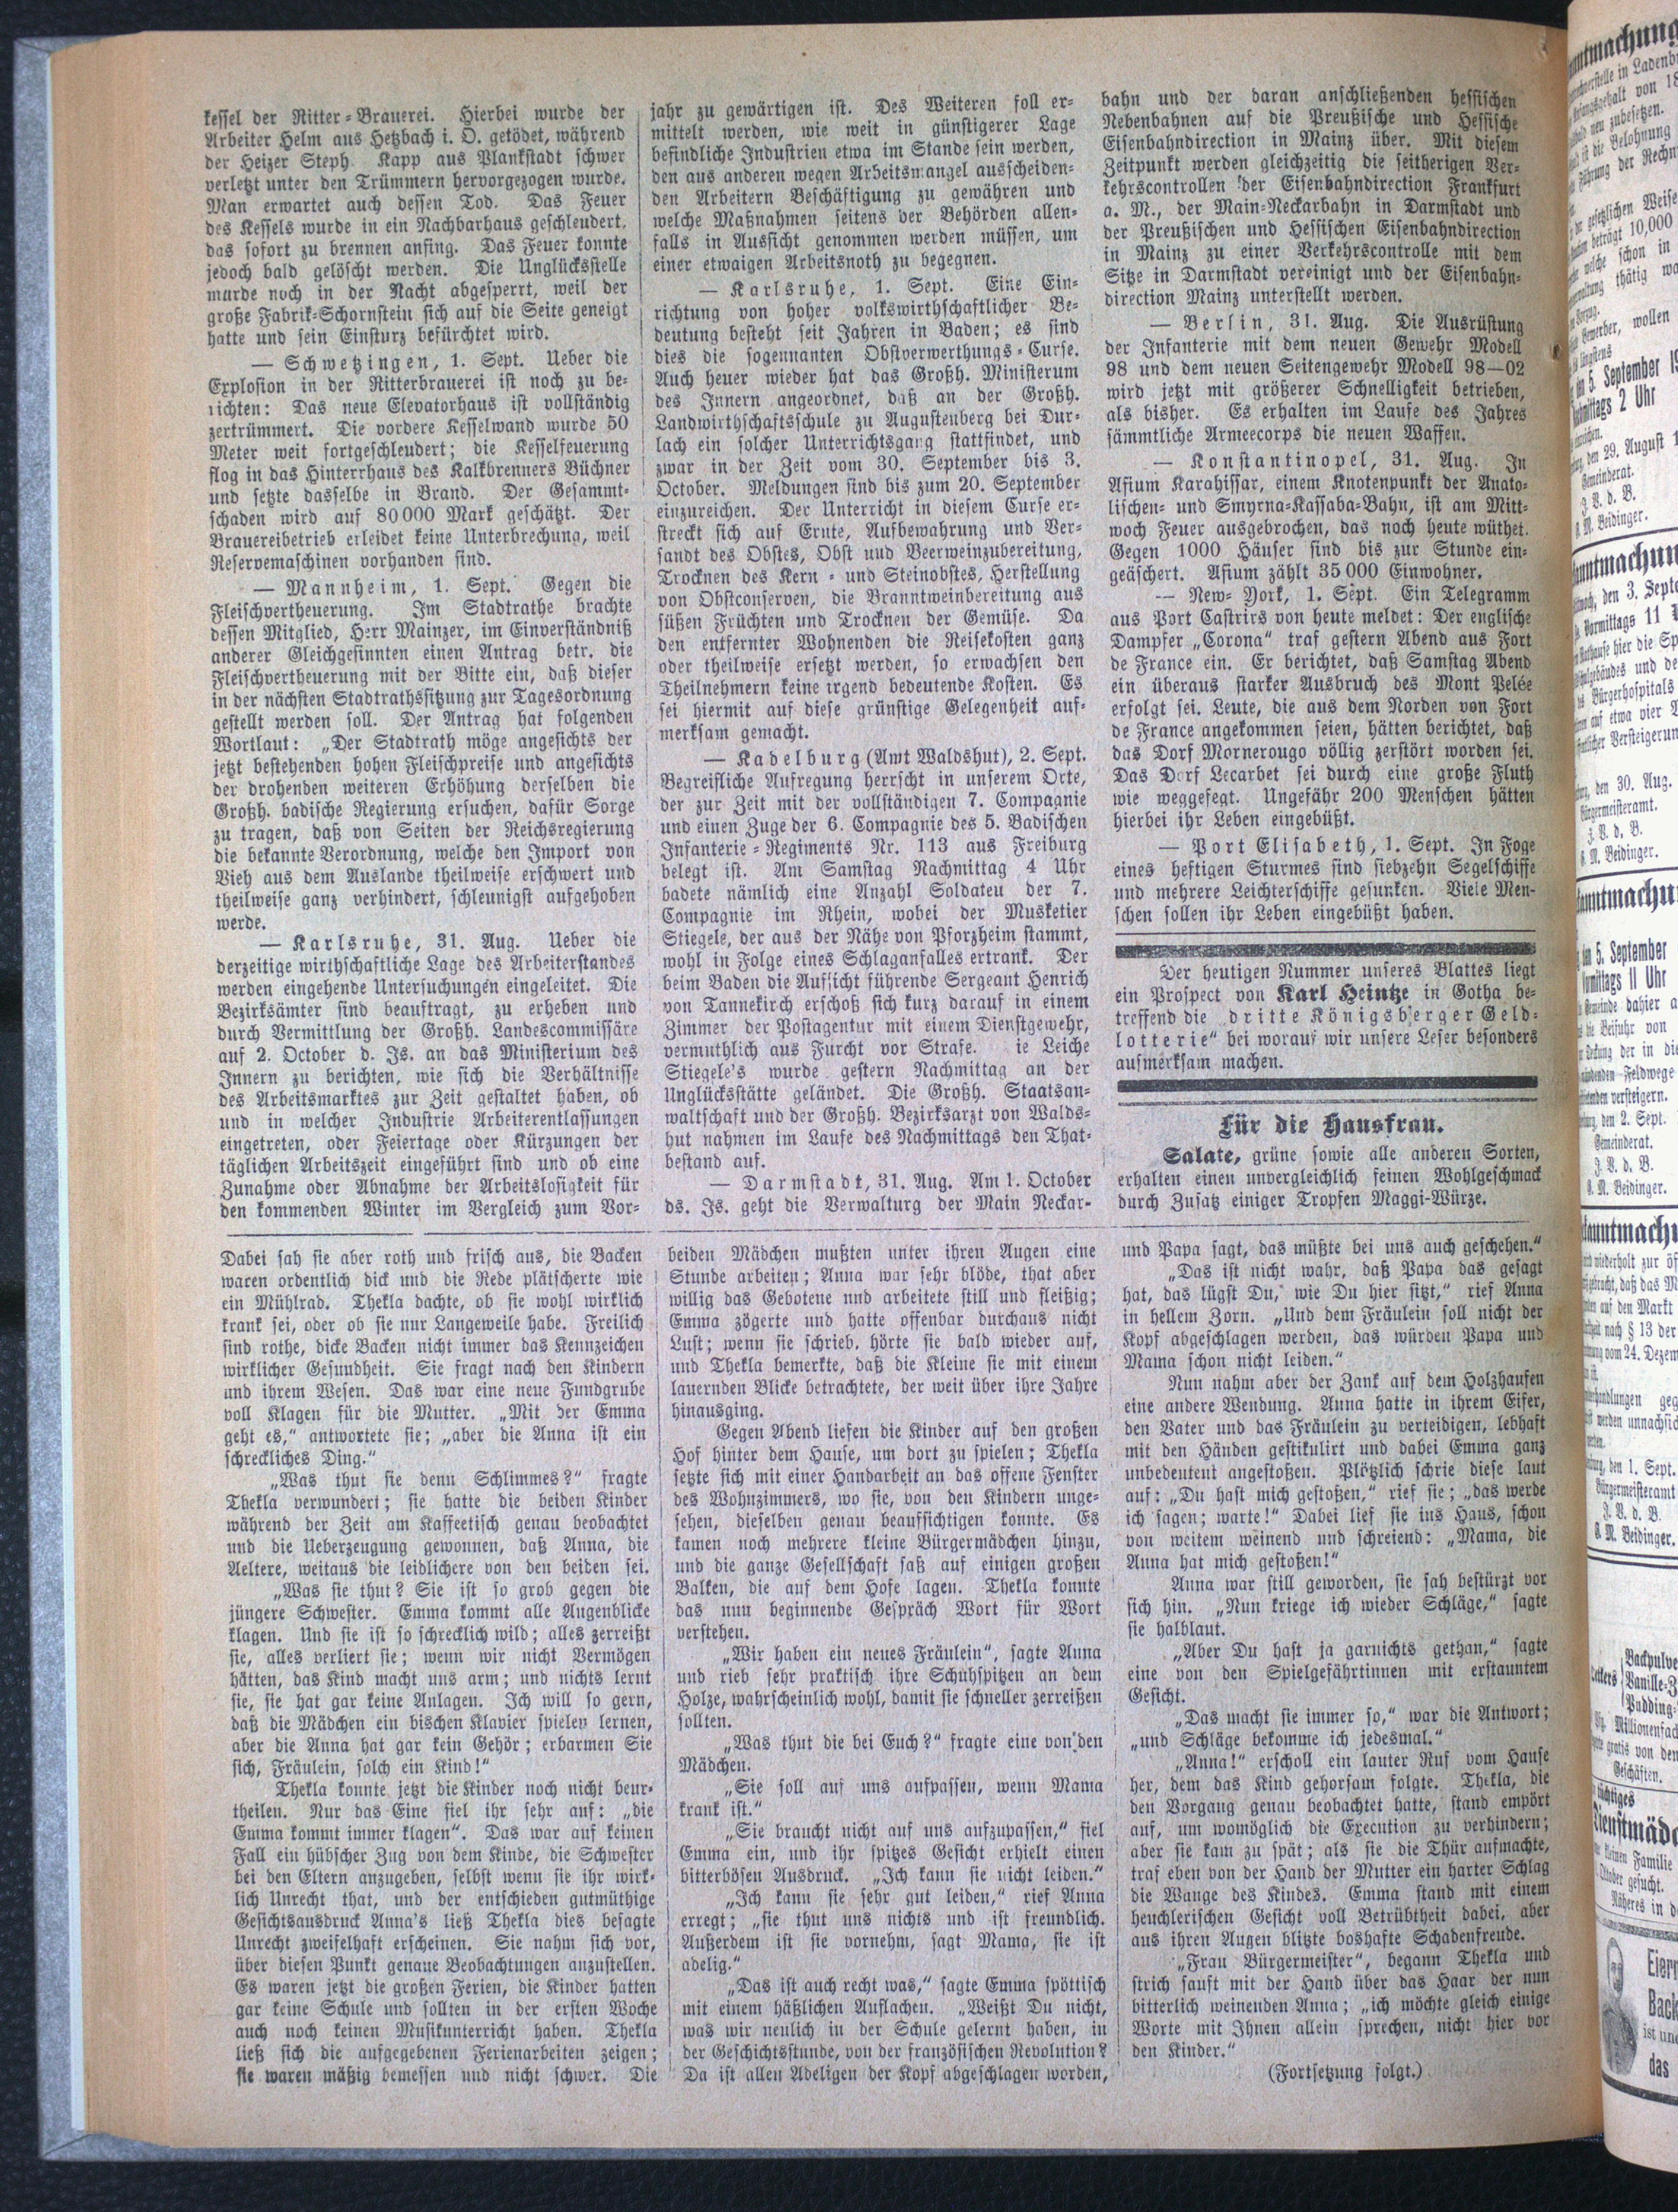 kessel der Ritter-Brauerei. Hierbei wurde der
Arbeiter Helm aus Hetzbach i. O. getödet, während
der Heizer Steph. Kapp aus Plankstadt schwer
verletzt unter den Trümmern hervorgezogen wurde.
Man erwartet auch dessen Tod. Das Feuer
des Kessels wurde in ein Nachbarhaus geschleudert,
das sofort zu brennen anfing. Das Feuer konnte
jedoch bald gelöscht werden. Die Unglücksstelle
wurde noch in der Nacht abgesperrt, weil der
große Fabrik-Schornstein sich auf die Seite geneigt
hatte und sein Einsturz befürchtet wird.
— Schwetzingen, 1. Sept. Ueber die
Explosion in der Ritterbrauerei ist noch zu be-
richten: Das neue Elevatorhaus ist vollständig
zertrümmert. Die vordere Kesselwand wurde 50
Meter weit fortgeschleudert; die Kesselfeuerung
flog in das Hinterrhaus des Kalkbrenners Büchner
und setzte dasselbe in Brand. Der Gesammt-
schaden wird auf 80000 Mark geschätzt. Der
Brauereibetrieb erleidet keine Unterbrechung, weil
Reservemaschinen vorhanden sind.
— Mannheim, 1. Sept. Gegen die
Fleischvertheuerung. Im Stadtrathe brachte
dessen Mitglied, Herr Mainzer, im Einverständniß
anderer Gleichgesinnten einen Antrag betr. die
Fleischvertheuerung mit der Bitte ein, daß dieser
in der nächsten Stadtrathssitzung zur Tagesordnung
gestellt werden soll. Der Antrag hat folgenden
Wortlaut: „Der Stadtrath möge angesichts der
jetzt bestehenden hohen Fleischpreise und angesichts
der drohenden weiteren Erhöhung derselben die
Großh. badische Regierung ersuchen, dafür Sorge
zu tragen, daß von Seiten der Reichsregierung
die bekannte Verordnung, welche den Import von
Vieh aus dem Auslande theilweise erschwert und
theilweise ganz verhindert, schleunigst aufgehoben
werde.
— Karlsruhe, 31. Aug. Ueber die
derzeitige wirthschaftliche Lage des Arbeiterstandes
werden eingehende Untersuchungen eingeleitet. Die
Bezirksämter sind beauftragt, zu erheben und
durch Vermittlung der Großh. Landescommissäre
auf 2. October d. Js. an das Ministerium des
Innern zu berichten, wie sich die Verhältnisse
des Arbeitsmarktes zur Zeit gestaltet haben, ob
und in welcher Industrie Arbeiterentlassungen
eingetreten, oder Feiertage oder Kürzungen der
täglichen Arbeitszeit eingeführt sind und ob eine
Zunahme oder Abnahme der Arbeitslosigkeit für
den kommenden Winter im Vergleich zum Vor-
jahr zu gewärtigen ist. Des Weiteren soll er-
mittelt werden, wie weit in günstigerer Lage
befindliche Industrien etwa im Stande sein werden,
den aus anderen wegen Arbeitsmangel ausscheiden-
den Arbeitern Beschäftigung zu gewähren und
welche Maßnahmen seitens der Behörden allen-
falls in Aussicht genommen werden müssen, um
einer etwaigen Arbeitsnoth zu begegnen.
— Karlsruhe, 1. Sept. Eine Ein-
richtung von hoher volkswirthschaftlicher Be-
deutung besteht seit Jahren in Baden; es sind
dies die sogennanten Obstverwerthungs-Curse.
Auch heuer wieder hat das Großh. Ministerum
des Innern angeordnet, daß an der Großh.
Landwirthschaftsschule zu Augustenberg bei Dur-
lach ein solcher Unterrichtsgang stattfindet, und
zwar in der Zeit vom 30. September bis 3.
October. Meldungen sind bis zum 20. September
einzureichen. Der Unterricht in diesem Curse er-
streckt sich auf Ernte, Aufbewahrung und Ver-
sandt des Obstes, Obst und Beerweinzubereitung,
Trocknen des Kern- und Steinobstes, Herstellung
von Obstconserven, die Branntweinbereitung aus
süßen Früchten und Trocknen der Gemüse. Da
den entfernter Wohnenden die Reisekosten ganz
oder theilweise ersetzt werden, so erwachsen den
Theilnehmern keine irgend bedeutende Kosten. Es
sei hiermit auf diese grünstige Gelegenheit auf-
merksam gemacht.
— Kadelburg (Amt Waldshut), 2. Sept.
Begreifliche Aufregung herrscht in unserem Orte,
der zur Zeit mit der vollständigen 7. Compagnie
und einen Zuge der 6. Compagnie des 5. Badischen
Infanterie-Regiments Nr. 113 aus Freiburg
belegt ist. Am Samstag Nachmittag 4 Uhr
badete nämlich eine Anzahl Soldaten der 7.
Compagnie im Rhein, wobei der Musketier
Stiegele, der aus der Nähe von Pforzheim stammt,
wohl in Folge eines Schlaganfalles ertrank. Der
beim Baden die Aufsicht führende Sergeant Henrich
von Tannekirch erschoß sich kurz darauf in einem
Zimmer der Postagentur mit einem Dienstgewehr,
vermuthlich aus Furcht vor Strafe. ie Leiche
Stiegele's wurde gestern Nachmittag an der
Unglücksstätte geländet. Die Großh. Staatsan-
waltschaft und der Großh. Bezirksarzt von Walds-
hut nahmen im Laufe des Nachmittags den That-
bestand auf.
— Darmstadt, 31. Aug. Am 1. October
ds. Js. geht die Verwalturg der Main Neckar-
bahn und der daran anschließenden hessischen
Nebenbahnen auf die Preußische und Hessische
Eisenbahndirection in Mainz über. Mit diesem
Zeitpunkt werden gleichzeitig die seitherigen Ver-
kehrscontrollen der Eisenbahndirection Frankfurt
a. M., der Main-Neckarbahn in Darmstadt und
der Preußischen und Hessischen Eisenbahndirection
in Mainz zu einer Verkehrscontrolle mit dem
Sitze in Darmstadt vereinigt und der Eisenbahn-
direction Mainz unterstellt werden.
— Berlin, 31. Aug. Die Ausrüstung
der Infanterie mit dem neuen Gewehr Modell
98 und dem neuen Seitengewehr Modell 98—02
wird jetzt mit größerer Schnelligkeit betrieben,
als bisher. Es erhalten im Laufe des Jahres
sämmtliche Armeecorps die neuen Waffen.
— Konstantinopel, 31. Aug. In
Afium Karahissar, einem Knotenpunkt der Anato-
lischen- und Smyrna-Kassaba-Bahn, ist am Mitt-
woch Feuer ausgebrochen, das noch heute wüthet.
Gegen 1000 Häuser sind bis zur Stunde ein-
geäschert. Afium zählt 35000 Einwohner.
— New-York, 1. Sept. Ein Telegramm
aus Port Castrirs von heute meldet: Der englische
Dampfer „Corona“ traf gestern Abend aus Fort
de France ein. Er berichtet, daß Samstag Abend
ein überaus starker Ausbruch des Mont Pelée
erfolgt sei. Leute, die aus dem Norden von Fort
de France angekommen seien, hätten berichtet, daß
das Dorf Mornerougo völlig zerstört worden sei.
Das Dorf Lecarbet sei durch eine große Fluth
wie weggefegt. Ungefähr 200 Menschen hätten
hierbei ihr Leben eingebüßt.
— Port Elisabeth, 1. Sept. In Foge
eines heftigen Sturmes sind siebzehn Segelschiffe
und mehrere Leichterschiffe gesunken. Viele Men-
schen sollen ihr Leben eingebüßt haben.
Der heutigen Nummer unseres Blattes liegt
ein Prospect von Karl Heintze in Gotha be-
treffend die dritte Königsberger Geld-
lotterie“ bei worauf wir unsere Leser besonders
aufmerksam machen.
Für die Hausfrau.
Salate, grüne sowie alle anderen Sorten,
erhalten einen unvergleichlich feinen Wohlgeschmack
durch Zusatz einiger Tropfen Maggi-Würze.
Dabei sah sie aber roth und frisch aus, die Backen
waren ordentlich dick und die Rede plätscherte wie
ein Mühlrad. Thekla dachte, ob sie wohl wirklich
krank sei, oder ob sie nur Langeweile habe. Freilich
sind rothe, dicke Backen nicht immer das Kennzeichen
wirklicher Gesundheit. Sie fragt nach den Kindern
und ihrem Wesen. Das war eine neue Fundgrube
voll Klagen für die Mutter. „Mit der Emma
geht es,“ antwortete sie; „aber die Anna ist ein
schreckliches Ding.“
„Was thut sie denn Schlimmes?“ fragte
Thekla verwundert; sie hatte die beiden Kinder
während der Zeit am Kaffeetisch genau beobachtet
und die Ueberzeugung gewonnen, daß Anna, die
Aeltere, weitaus die leidlichere von den beiden sei.
„Was sie thut? Sie ist so grob gegen die
jüngere Schwester. Emma kommt alle Augenblicke
klagen. Und sie ist so schrecklich wild; alles zerreißt
sie, alles verliert sie; wenn wir nicht Vermögen
hätten, das Kind macht uns arm; und nichts lernt
sie, sie hat gar keine Anlagen. Ich will so gern,
daß die Mädchen ein bischen Klavier spielen lernen,
aber die Anna hat gar kein Gehör; erbarmen Sie
sich, Fräulein, solch ein Kind!“
Thekla konnte jetzt die Kinder noch nicht beur-
theilen. Nur das Eine fiel ihr sehr auf: „die
Emma kommt immer klagen“. Das war auf keinen
Fall ein hübscher Zug von dem Kinde, die Schwester
bei den Eltern anzugeben, selbst wenn sie ihr wirk-
lich Unrecht that, und der entschieden gutmüthige
Gesichtsausdruck Anna's ließ Thekla dies besagte
Unrecht zweifelhaft erscheinen. Sie nahm sich vor,
über diesen Punkt genaue Beobachtungen anzustellen.
Es waren jetzt die großen Ferien, die Kinder hatten
gar keine Schule und sollten in der ersten Woche
auch noch keinen Musikunterricht haben. Thekla
ließ sich die aufgegebenen Ferienarbeiten zeigen;
sie waren mäßig bemessen und nicht schwer. Die
beiden Mädchen mußten unter ihren Augen eine
Stunde arbeiten; Anna war sehr blöde, that aber
willig das Gebotene und arbeitete still und fleißig;
Emma zögerte und hatte offenbar durchaus nicht
Lust; wenn sie schrieb, hörte sie bald wieder auf,
und Thekla bemerkte, daß die Kleine sie mit einem
lauernden Blicke betrachtete, der weit über ihre Jahre
hinausging.
Gegen Abend liefen die Kinder auf den großen
Hof hinter dem Hause, um dort zu spielen; Thekla
setzte sich mit einer Handarbeit an das offene Fenster
des Wohnzimmers, wo sie, von den Kindern unge-
sehen, dieselben genau beaufsichtigen konnte. Es
kamen noch mehrere kleine Bürgermädchen hinzu,
und die ganze Gesellschaft saß auf einigen großen
Balken, die auf dem Hofe lagen. Thekla konnte
das nun beginnende Gespräch Wort für Wort
verstehen.
„Wir haben ein neues Fräulein“, sagte Anna
und rieb sehr praktisch ihre Schuhspitzen an dem
Holze, wahrscheinlich wohl, damit sie schneller zerreißen
sollten.
„Was thut die bei Euch?“ fragte eine von den
Mädchen.
„Sie soll auf uns aufpassen, wenn Mama
krank ist.“
„Sie braucht nicht auf uns aufzupassen,“ fiel
Emma ein, und ihr spitzes Gesicht erhielt einen
bitterbösen Ausdruck. „Ich kann sie nicht leiden.“
„Ich kann sie sehr gut leiden,“ rief Anna
erregt; „sie thut uns nichts und ist freundlich.
Außerdem ist sie vornehm, sagt Mama, sie ist
adelig.“
„Das ist auch recht was,“ sagte Emma spöttisch
mit einem häßlichen Auflachen. „Weißt Du nicht,
was wir neulich in der Schule gelernt haben, in
der Geschichtsstunde, von der französischen Revolution?
Da ist allen Adeligen der Kopf abgeschlagen worden,
und Papa sagt, das müßte bei uns auch geschehen.“
„Das ist nicht wahr, daß Papa das gesagt
hat, das lügst Du, wie Du hier sitzt,“ rief Anna
in hellem Zorn. „Und dem Fräulein soll nicht der
Kopf abgeschlagen werden, das würden Papa und
Mama schon nicht leiden.“
Nun nahm aber der Zank auf dem Holzhaufen
eine andere Wendung. Anna hatte in ihrem Eifer,
den Vater und das Fräulein zu verteidigen, lebhaft
mit den Händen gestikulirt und dabei Emma ganz
unbedeutent angestoßen. Plötzlich schrie diese laut
auf: „Du hast mich gestoßen,“ rief sie; „das werde
ich sagen; warte!“ Dabei lief sie ins Haus, schon
von weitem weinend und schreiend: „Mama, die
Anna hat mich gestoßen!“
Anna war still geworden, sie sah bestürzt vor
sich hin. „Nun kriege ich wieder Schläge,“ sagte
sie halblaut.
„Aber Du hast ja garnichts gethan,“ sagte
eine von den Spielgefährtinnen mit erstauntem
Gesicht.
„Das macht sie immer so,“ war die Antwort;
„und Schläge bekomme ich jedesmal.“
„Anna!“ erscholl ein lauter Ruf vom Hause
her, dem das Kind gehorsam folgte. Thekla, die
den Vorgang genau beobachtet hatte, stand empört
auf, um womöglich die Execution zu verhindern;
aber sie kam zu spät; als sie die Thür aufmachte,
traf eben von der Hand der Mutter ein harter Schlag
die Wange des Kindes. Emma stand mit einem
heuchlerischen Gesicht voll Betrübtheit dabei, aber
aus ihren Augen blitzte boshafte Schadenfreude.
„Frau Bürgermeister“, begann Thekla und
strich sanft mit der Hand über das Haar der nun
bitterlich weinenden Anna; „ich möchte gleich einige
Worte mit Ihnen allein sprechen, nicht hier vor
den Kinder.“
(Fortsetzung folgt.)